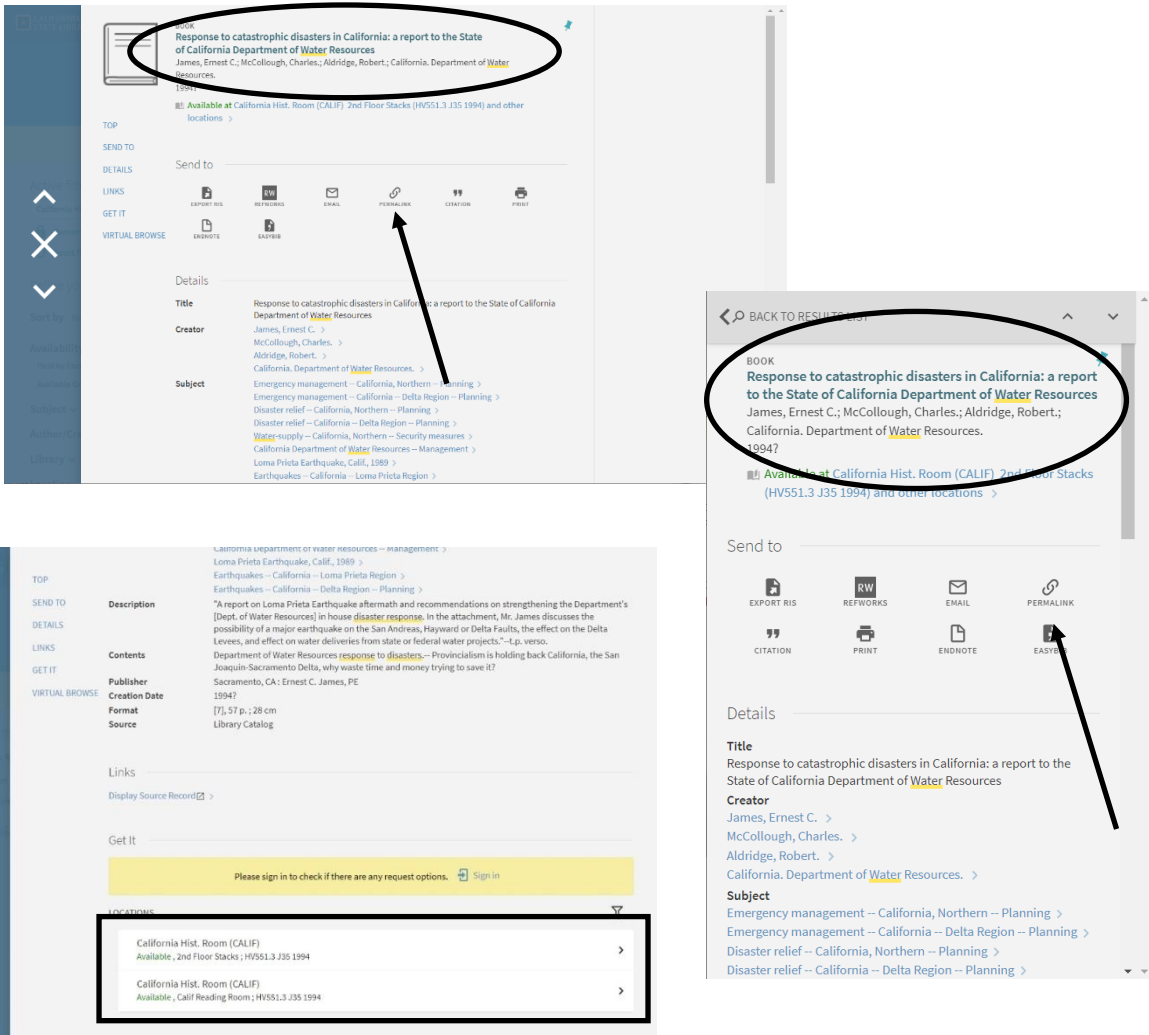 BOOK
Response to catastrophic disasters in California: a report to the State
of California Department of Water Resources
James, Ernest C.; McCollough, Charles.; Aldridge, Robert.; California. Department of Water
Resources.
1994?
Available at California Hist. Room (CALIF) 2nd Floor Stacks (HV551.3 J35 1994) and other
locations >
TOP
SEND TO
DETAILS
LINKS
GET IT
VIRTUAL BROWSE
Send to
EXPORT RIS
RW
REFWORKS
EMAIL
PERMALINK
CITATION
PRINT
ENDNOTE
EASYBIB
Details
Title
Response to catastrophic disasters in California: a report to the State of California
Department of Water Resources
Creator
James, Ernest C. >
McCollough, Charles. >
Aldridge, Robert. >
California. Department of Water Resources. >
Subject
Emergency management -- California, Northern -- Planning >
Emergency management -- California -- Delta Region -- Planning >
Disaster relief -- California, Northern -- Planning >
Disaster relief -- California -- Delta Region -- Planning >
Water-supply -- California, Northern -- Security measures >
California Department of Water Resources -- Management >
Loma Prieta Earthquake, Calif., 1989 >
Earthquakes -- California -- Loma Prieta Region >
BACK TO RESULTS LIST
BOOK
Response to catastrophic disasters in California: a report
to the State of California Department of Water Resources
James, Ernest C.; McCollough, Charles.; Aldridge, Robert.;
California. Department of Water Resources.
1994?
Available at California Hist. Room (CALIF) 2nd Floor Stacks
(HV551.3 J35 1994) and other locations >
Send to
EXPORT RIS
RW
REFWORKS
EMAIL
PERMALINK
CITATION
PRINT
ENDNOTE
EASYBIB
Details
Title
Response to catastrophic disasters in California: a report to the
State of California Department of Water Resources
Creator
James, Ernest C. >
McCollough, Charles. >
Aldridge, Robert. >
California. Department of Water Resources. >
Subject
Emergency management -- California, Northern -- Planning >
Emergency management -- California -- Delta Region -- Planning >
Disaster relief -- California, Northern -- Planning >
Disaster relief -- California -- Delta Region -- Planning >
California Department of Water Resources -- Management >
Loma Prieta Earthquake, Calif., 1989 >
Earthquakes -- California -- Loma Prieta Region >
Earthquakes -- California -- Delta Region -- Planning >
TOP
SEND TO
DETAILS
LINKS
GET IT
VIRTUAL BROWSE
Description
"A report on Loma Prieta Earthquake aftermath and recommendations on strengthening the Department's
[Dept. of Water Resources] in house disaster response. In the attachment, Mr. James discusses the
possibility of a major earthquake on the San Andreas, Hayward or Delta Faults, the effect on the Delta
Levees, and effect on water deliveries from state or federal water projects."--t.p. verso.
Contents
Department of Water Resources response to disasters.-- Provincialism is holding back California, the San
Joaquin-Sacramento Delta, why waste time and money trying to save it?
Publisher
Sacramento, CA : Ernest C. James, PE
Creation Date
1994?
Format
[7], 57 p. ; 28 cm
Source
Library Catalog
Links
Display Source Record >
Get It
Please sign in to check if there are any request options. Sign in
LOCATIONS
California Hist. Room (CALIF)
Available , 2nd Floor Stacks ; HV551.3 J35 1994
California Hist. Room (CALIF)
Available , Calif Reading Room ; HV551.3 J35 1994